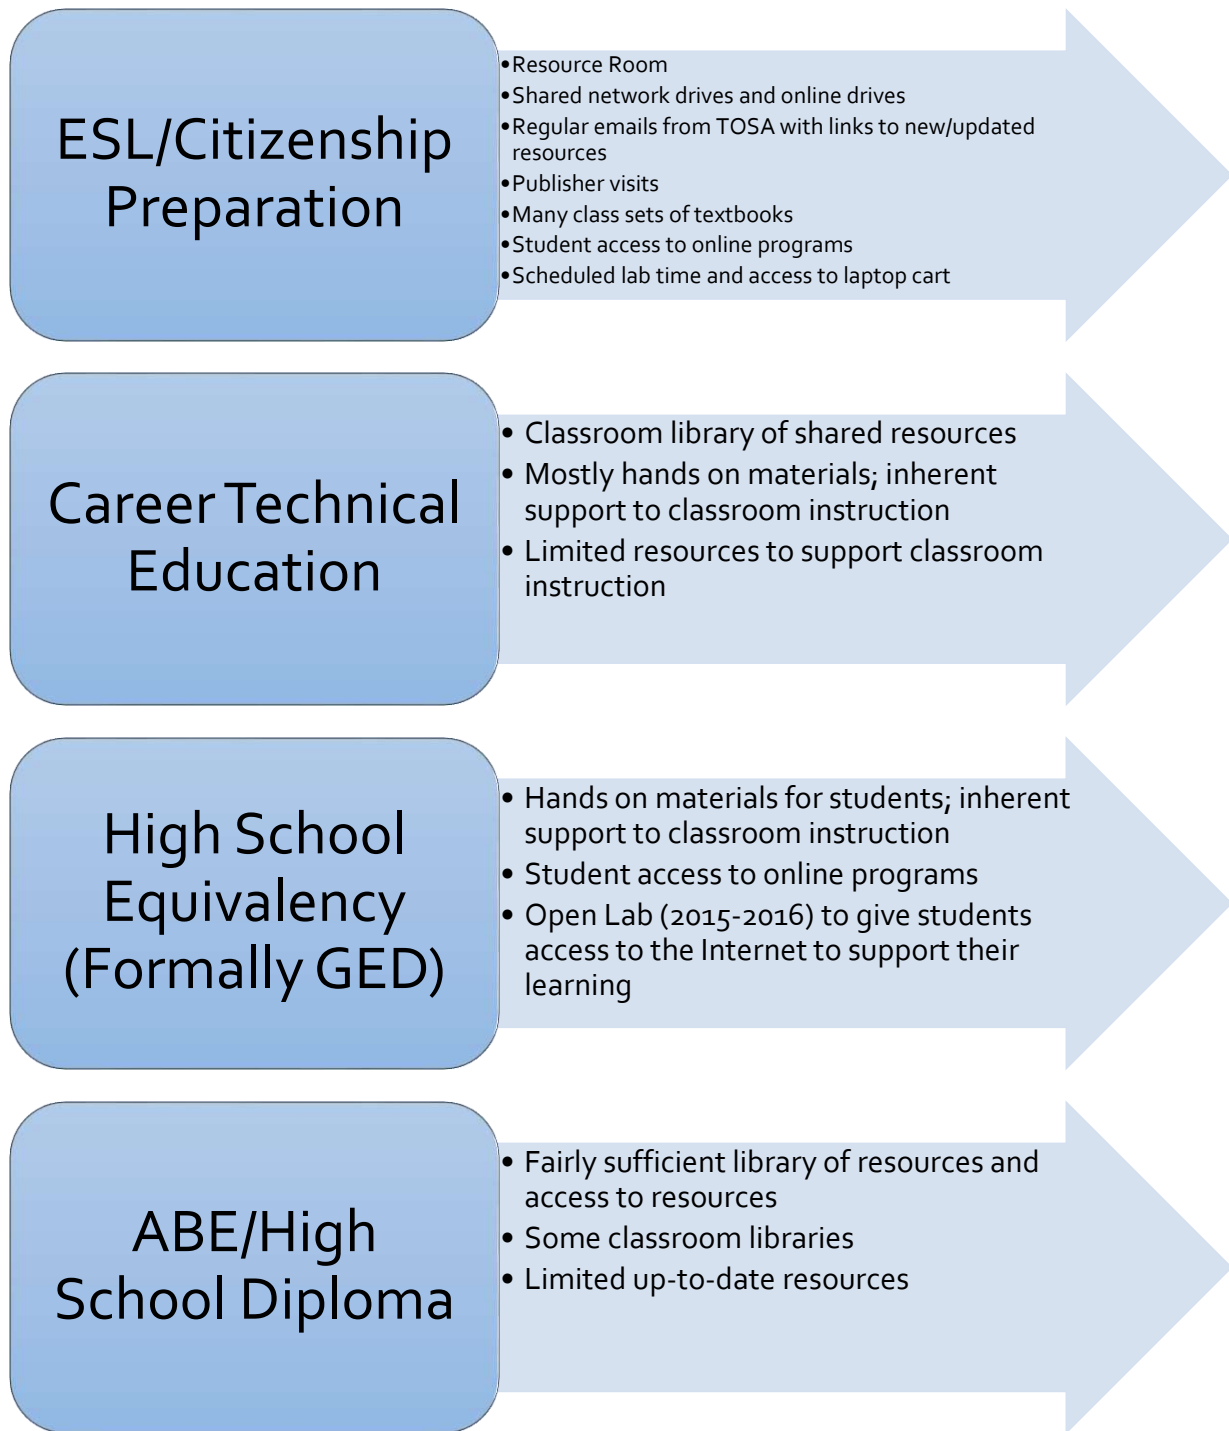 ESL/Citizenship
Preparation
•Resource Room
•Shared network drives and online drives
•Regular emails from TOSA with links to new/updated
resources
•Publisher visits
•Many class sets of textbooks
•Student access to online programs
•Scheduled lab time and access to laptop cart
Career Technical
Education
• Classroom library of shared resources
• Mostly hands on materials; inherent
support to classroom instruction
• Limited resources to support classroom
instruction
High School
Equivalency
(Formally GED)
• Hands on materials for students; inherent
support to classroom instruction
• Student access to online programs
• Open Lab (2015-2016) to give students
access to the Internet to support their
learning
ABE/High
School Diploma
• Fairly sufficient library of resources and
access to resources
• Some classroom libraries
• Limited up-to-date resources